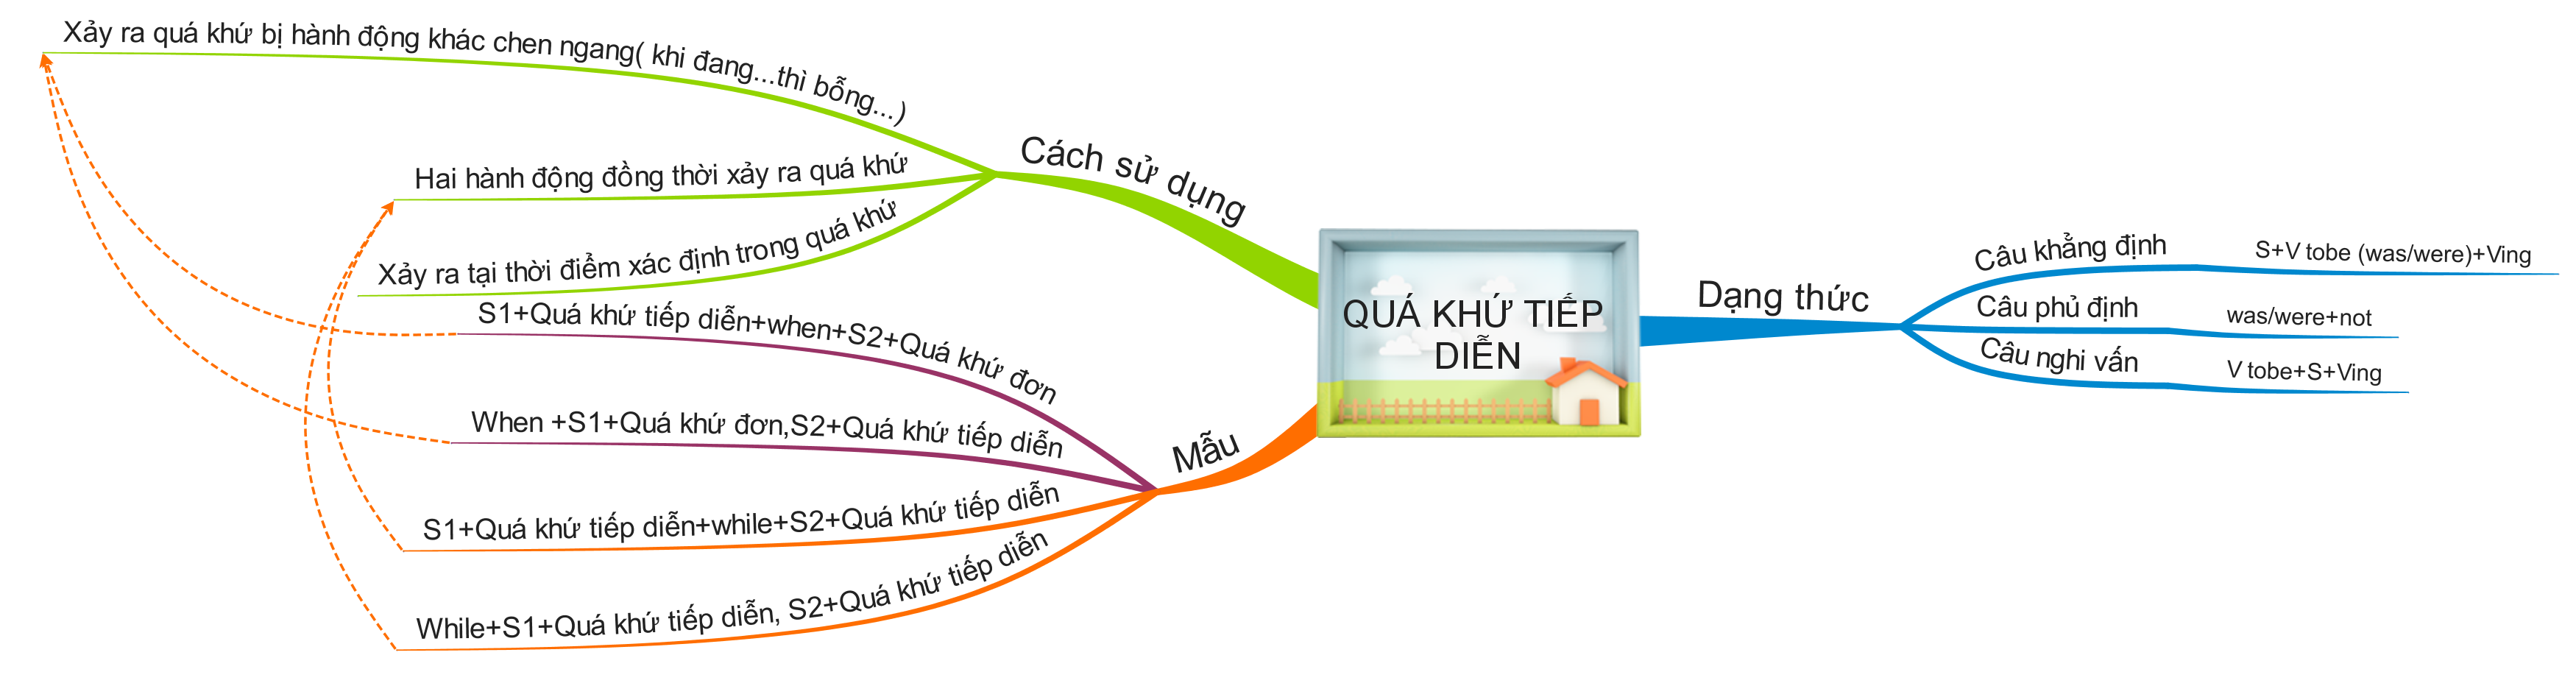 QUÁ KHỨ TIẾP
DIỄN
Dạng thức
Câu khẳng định
S+V tobe (was/were)+Ving
Câu phủ định
was/were+not
Câu nghi vấn
V tobe+S+Ving
Cách sử dụng
Xảy ra quá khứ bị hành động khác chen ngang( khi đang...thì bỗng...)
Hai hành động đồng thời xảy ra quá khứ
Xảy ra tại thời điểm xác định trong quá khứ
Mẫu
S1+Quá khứ tiếp diễn+when+S2+Quá khứ đơn
When +S1+Quá khứ đơn,S2+Quá khứ tiếp diễn
S1+Quá khứ tiếp diễn+while+S2+Quá khứ tiếp diễn
While+S1+Quá khứ tiếp diễn, S2+Quá khứ tiếp diễn